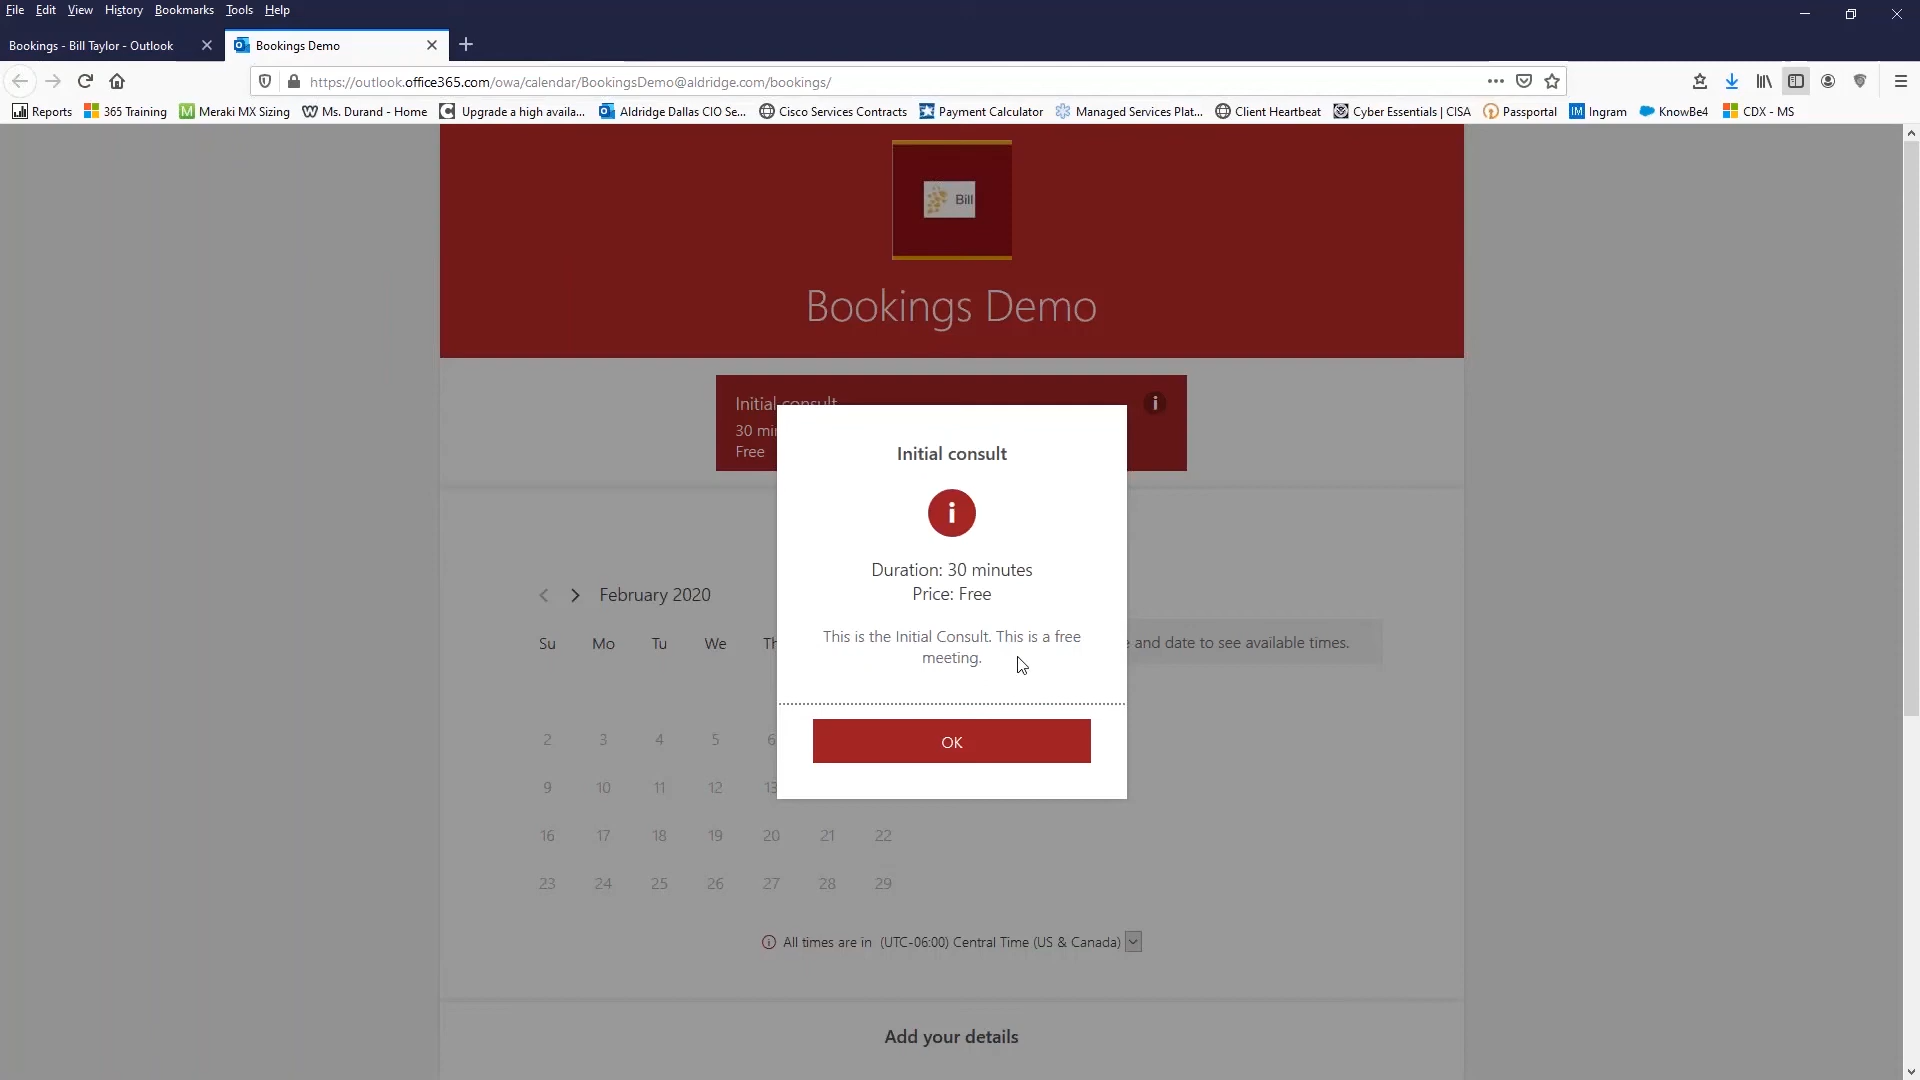 File Edit View History Bookmarks Tools Help
Bookings - Bill Taylor - Outlook
Bookings Demo
https://outlook.office365.com/owa/calendar/BookingsDemo@aldridge.com/bookings/
Reports 365 Training Meraki MX Sizing Ms. Durand - Home Upgrade a high availa... Aldridge Dallas CIO Se... Cisco Services Contracts Payment Calculator Managed Services Plat... Client Heartbeat Cyber Essentials | CISA Passportal Ingram KnowBe4 CDX - MS
Bill
Bookings Demo
Initial consult
30 mi
Free
Initial consult
Duration: 30 minutes
Price: Free
This is the Initial Consult. This is a free
meeting.
OK
February 2020
and date to see available times.
Su Mo Tu We Th
2 3 4 5 6
9 10 11 12 13
16 17 18 19 20 21 22
23 24 25 26 27 28 29
All times are in (UTC-06:00) Central Time (US & Canada)
Add your details